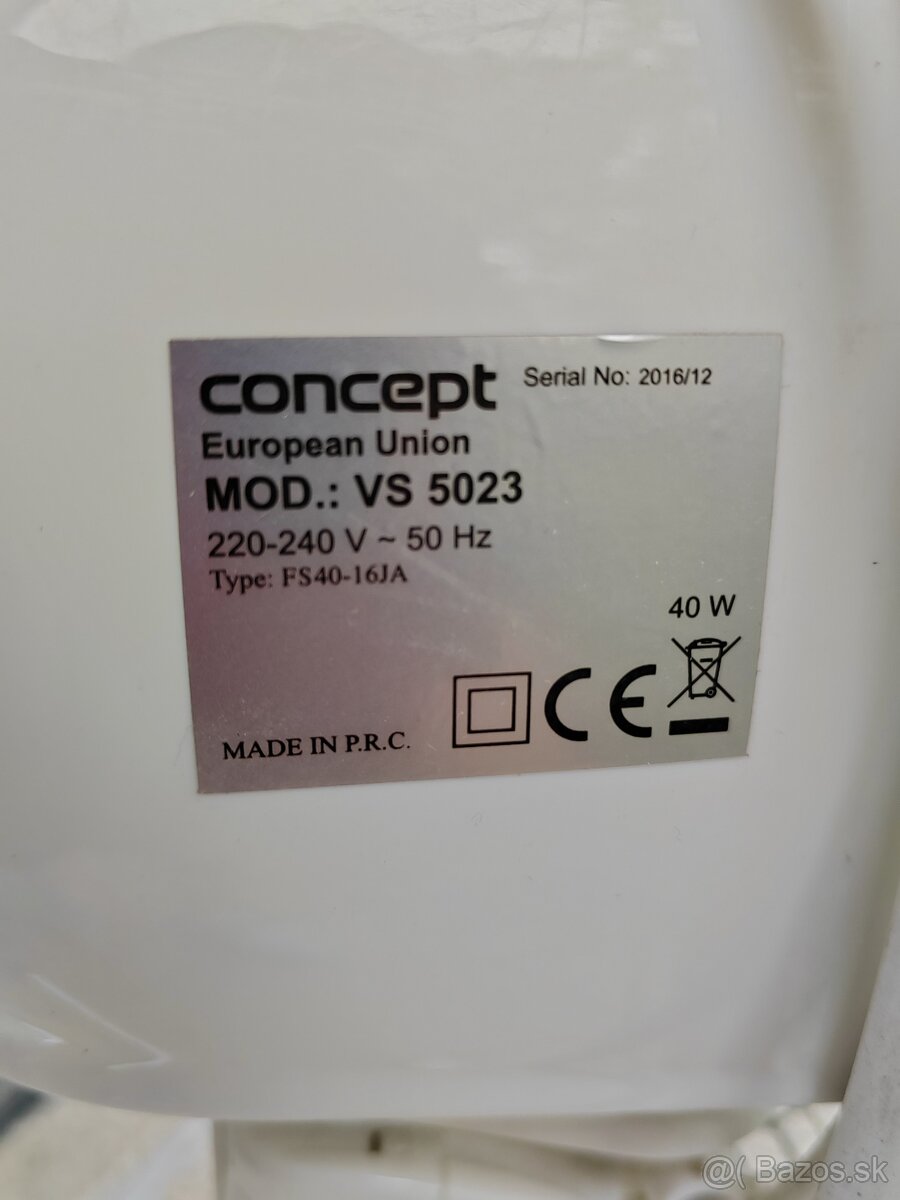 concept Serial No: 2016/12
European Union
MOD.: VS 5023
220-240 V ~ 50 Hz
Type: FS40-16JA
40 W
MADE IN P.R.C. CE
@( Bazos.sk